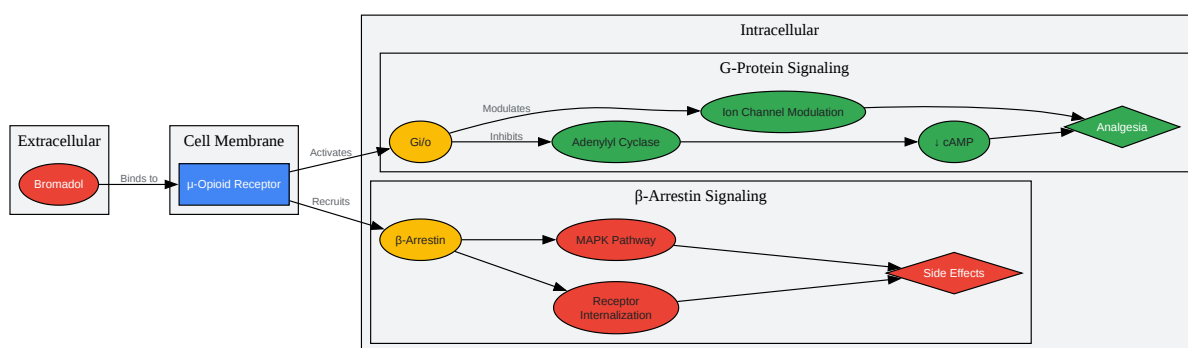 Intracellular
G-Protein Signaling
Modulates
Ion Channel Modulation
Analgesia
Extracellular
Cell Membrane
Gi/o
Inhibits
Adenylyl Cyclase
↓ cAMP
Activates
Bromadol
Binds to
μ-Opioid Receptor
Recruits
β-Arrestin Signaling
β-Arrestin
MAPK Pathway
Side Effects
Receptor
Internalization